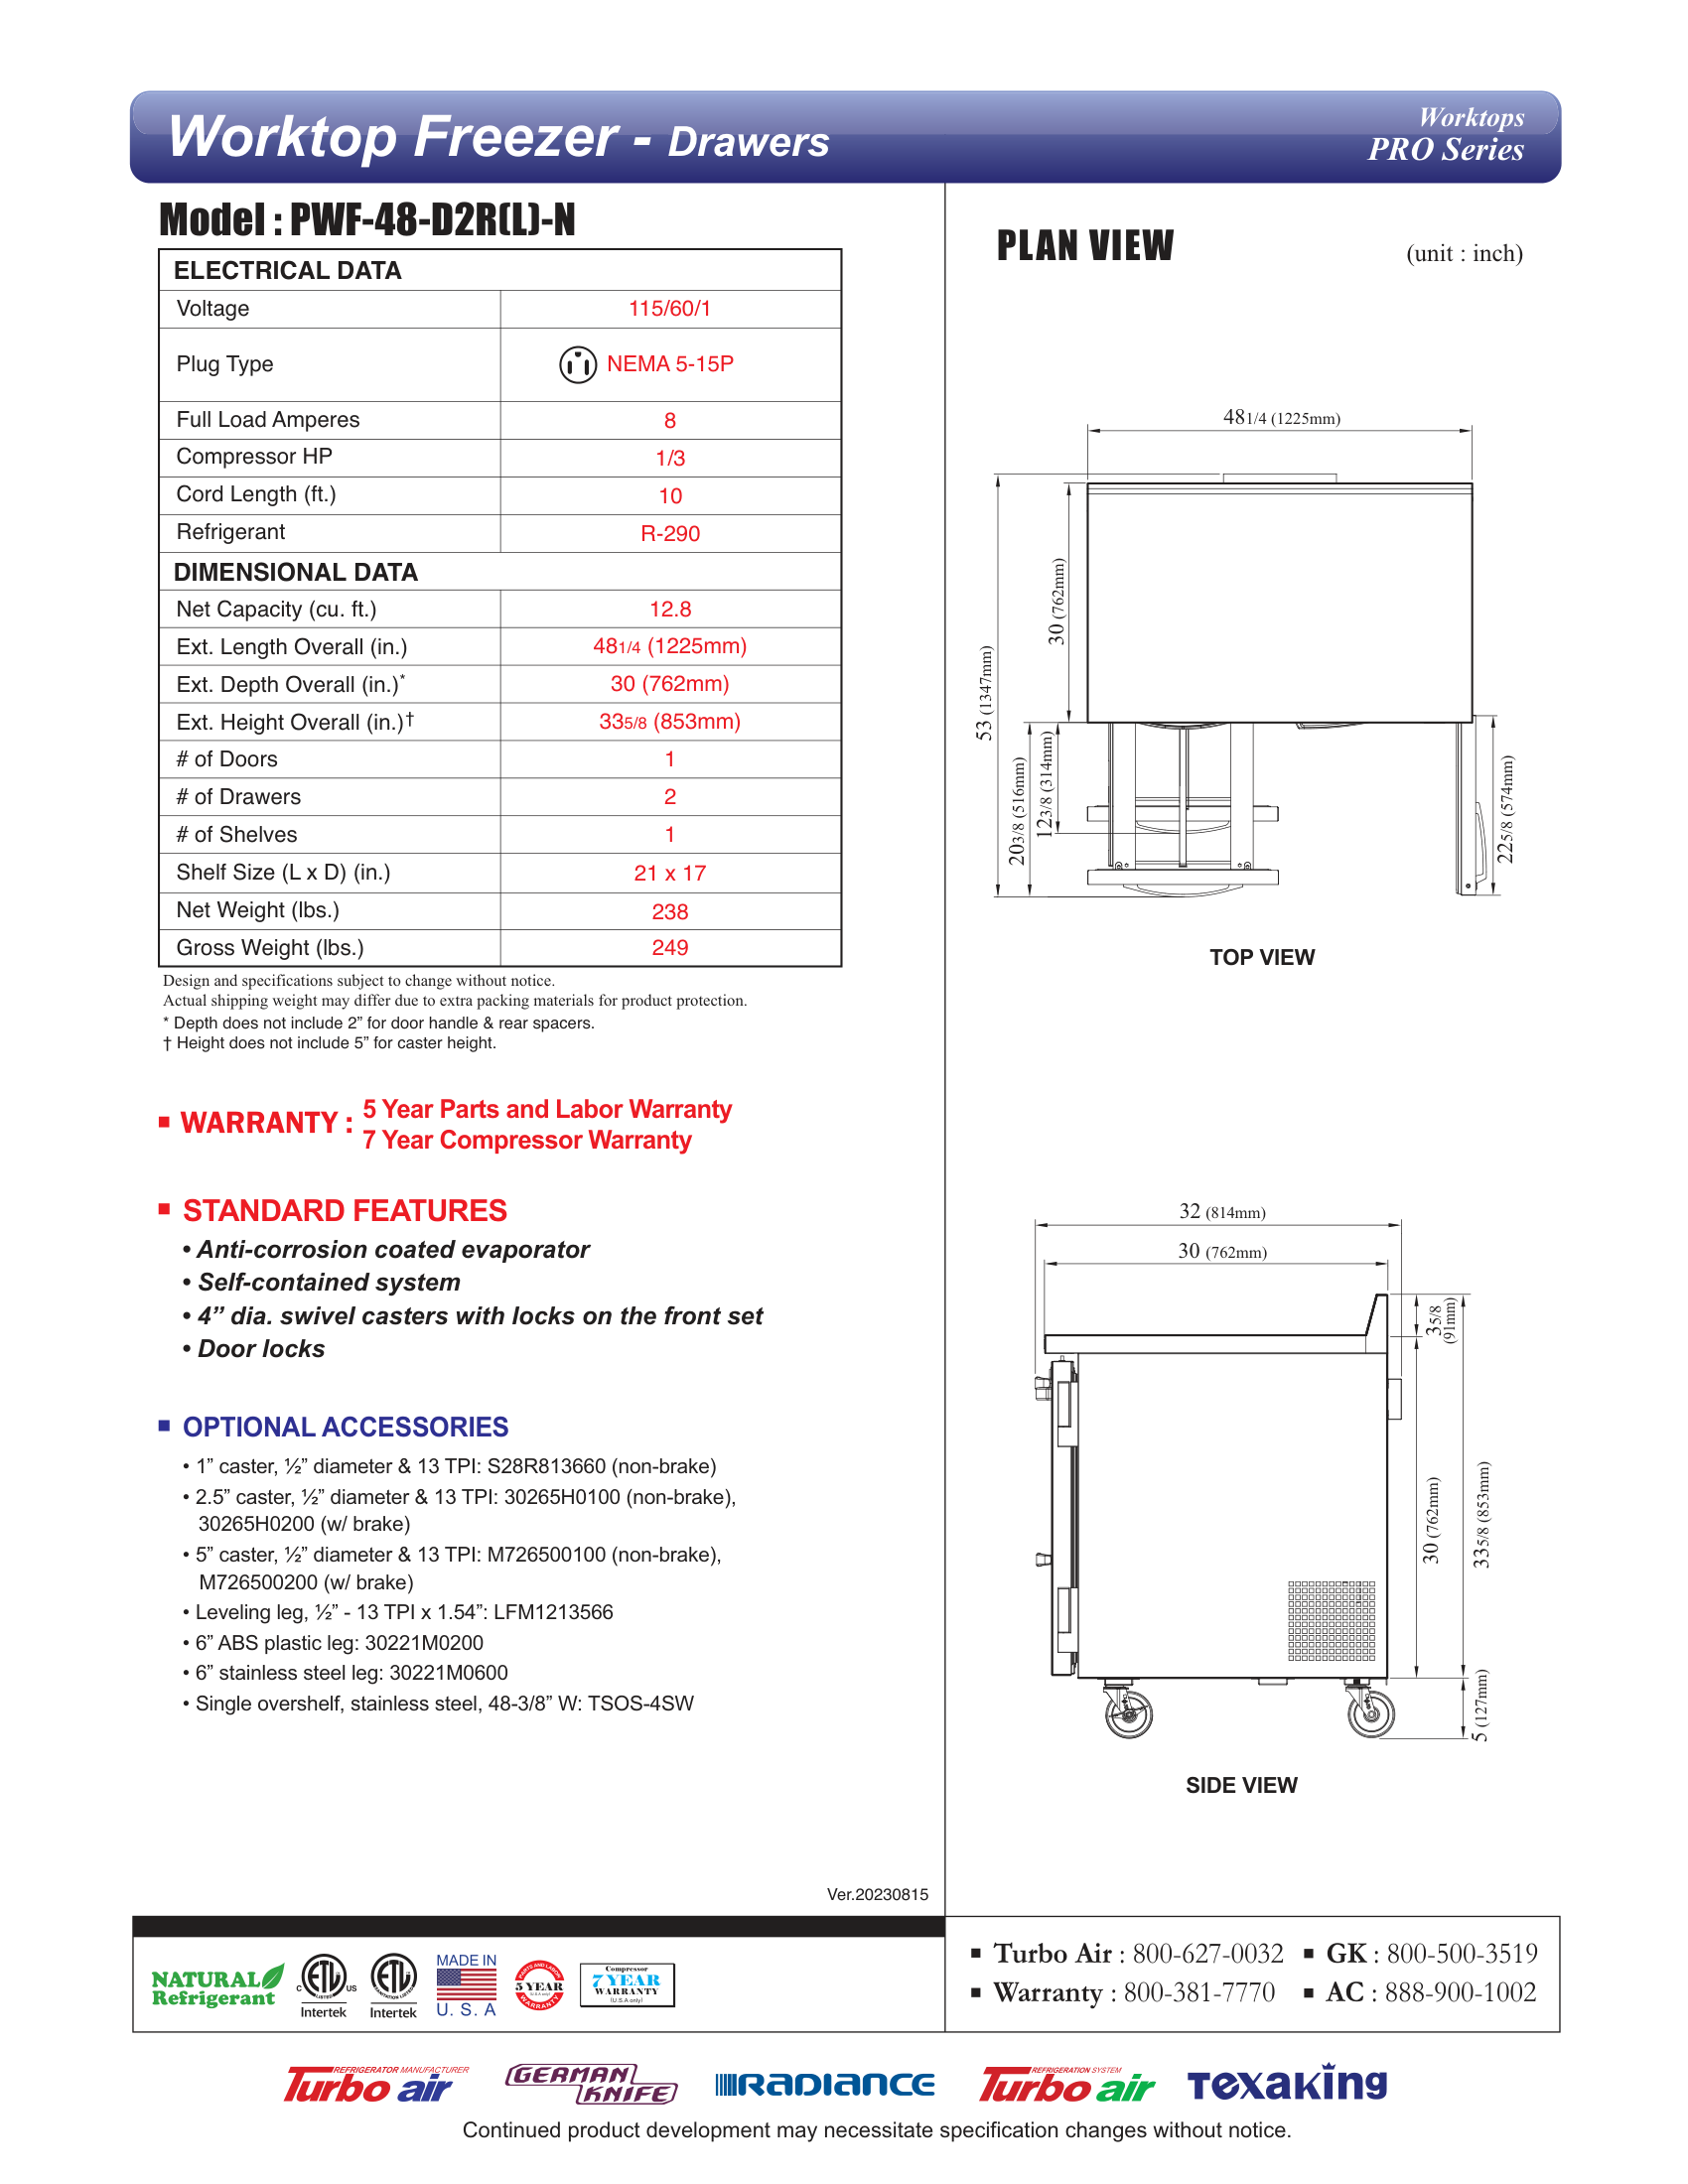 Worktop Freezer - Drawers
Worktops
PRO Series
Model : PWF-48-D2R(L)-N
ELECTRICAL DATA
Voltage 115/60/1
Plug Type NEMA 5-15P
Full Load Amperes 8
Compressor HP 1/3
Cord Length (ft.) 10
Refrigerant R-290
DIMENSIONAL DATA
Net Capacity (cu. ft.) 12.8
Ext. Length Overall (in.) 481/4 (1225mm)
Ext. Depth Overall (in.)* 30 (762mm)
Ext. Height Overall (in.)† 335/8 (853mm)
# of Doors 1
# of Drawers 2
# of Shelves 1
Shelf Size (L x D) (in.) 21 x 17
Net Weight (lbs.) 238
Gross Weight (lbs.) 249
Design and specifications subject to change without notice.
Actual shipping weight may differ due to extra packing materials for product protection.
* Depth does not include 2” for door handle & rear spacers.
† Height does not include 5” for caster height.
▪ WARRANTY : 5 Year Parts and Labor Warranty
7 Year Compressor Warranty
▪ STANDARD FEATURES
• Anti-corrosion coated evaporator
• Self-contained system
• 4” dia. swivel casters with locks on the front set
• Door locks
▪ OPTIONAL ACCESSORIES
• 1” caster, ½” diameter & 13 TPI: S28R813660 (non-brake)
• 2.5” caster, ½” diameter & 13 TPI: 30265H0100 (non-brake),
30265H0200 (w/ brake)
• 5” caster, ½” diameter & 13 TPI: M726500100 (non-brake),
M726500200 (w/ brake)
• Leveling leg, ½” - 13 TPI x 1.54”: LFM1213566
• 6” ABS plastic leg: 30221M0200
• 6” stainless steel leg: 30221M0600
• Single overshelf, stainless steel, 48-3/8” W: TSOS-4SW
Ver.20230815
PLAN VIEW
(unit : inch)
481/4 (1225mm)
53 (1347mm)
30 (762mm)
203/8 (516mm)
123/8 (314mm)
225/8 (574mm)
TOP VIEW
32 (814mm)
30 (762mm)
35/8
(91mm)
30 (762mm)
335/8 (853mm)
5 (127mm)
SIDE VIEW
NATURAL
Refrigerant
C ETL US
LISTED
Intertek
ETL
Intertek
MADE IN
U. S. A
PARTS AND LABOR
5 YEAR
(U.S.A only)
WARRANTY
Compressor
7 YEAR
WARRANTY
(U.S.A only)
▪ Turbo Air : 800-627-0032 ▪ GK : 800-500-3519
▪ Warranty : 800-381-7770 ▪ AC : 888-900-1002
REFRIGERATOR MANUFACTURER
Turbo air
GERMAN
KNIFE
RADIANCE
REFRIGERATION SYSTEM
Turbo air
TEXAKING
Continued product development may necessitate specification changes without notice.